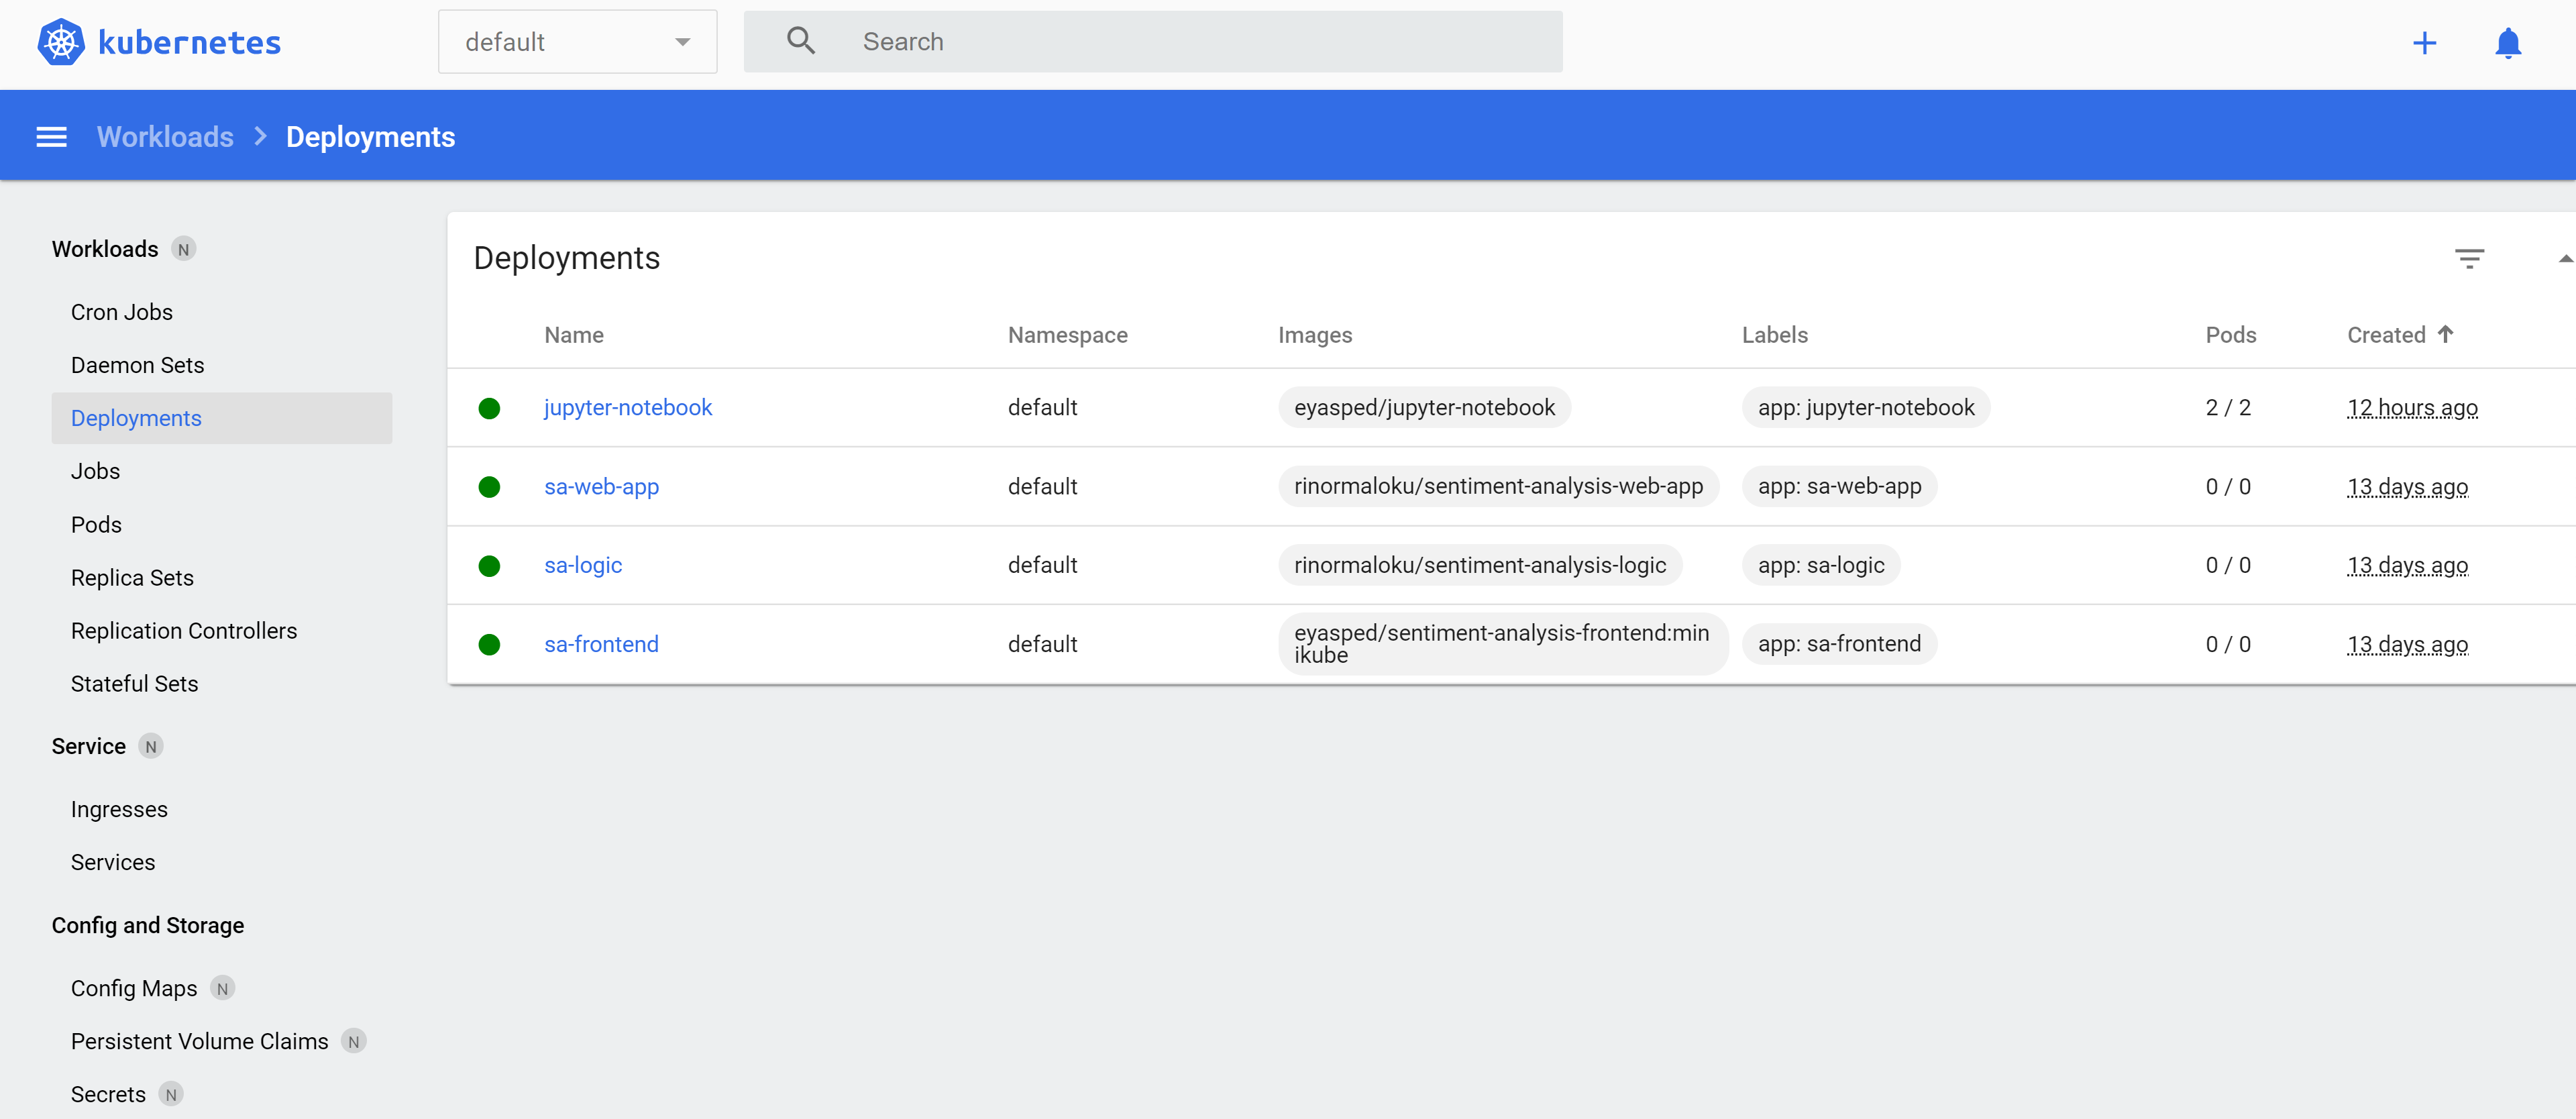 kubernetes
default
Search
Workloads
Deployments
Workloads N
Cron Jobs
Daemon Sets
Deployments
Jobs
Pods
Replica Sets
Replication Controllers
Stateful Sets
Service N
Ingresses
Services
Config and Storage
Config Maps N
Persistent Volume Claims N
Secrets N
Deployments
Name Namespace Images Labels Pods Created
jupyter-notebook default eyasped/jupyter-notebook app: jupyter-notebook 2 / 2 12 hours ago
sa-web-app default rinormaloku/sentiment-analysis-web-app app: sa-web-app 0 / 0 13 days ago
sa-logic default rinormaloku/sentiment-analysis-logic app: sa-logic 0 / 0 13 days ago
sa-frontend default eyasped/sentiment-analysis-frontend:min
ikube app: sa-frontend 0 / 0 13 days ago